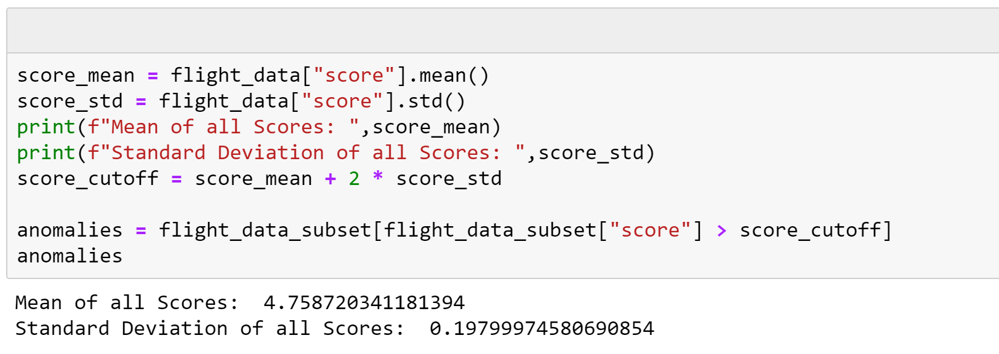 score_mean = flight_data["score"].mean()
score_std = flight_data["score"].std()
print(f"Mean of all Scores: ",score_mean)
print(f"Standard Deviation of all Scores: ",score_std)
score_cutoff = score_mean + 2 * score_std
anomalies = flight_data_subset[flight_data_subset["score"] > score_cutoff]
anomalies
Mean of all Scores:  4.758720341181394
Standard Deviation of all Scores:  0.19799974580690854